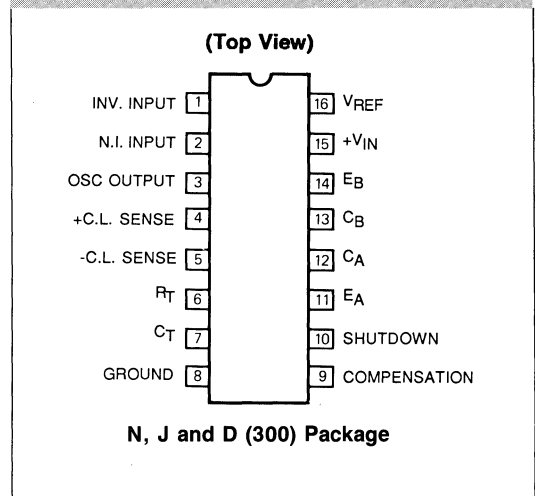 (Top View)
INV. INPUT 1
N.I. INPUT 2
OSC OUTPUT 3
+C.L. SENSE 4
-C.L. SENSE 5
RT 6
CT 7
GROUND 8
16 VREF
15 +VIN
14 EB
13 CB
12 CA
11 EA
10 SHUTDOWN
9 COMPENSATION
N, J and D (300) Package